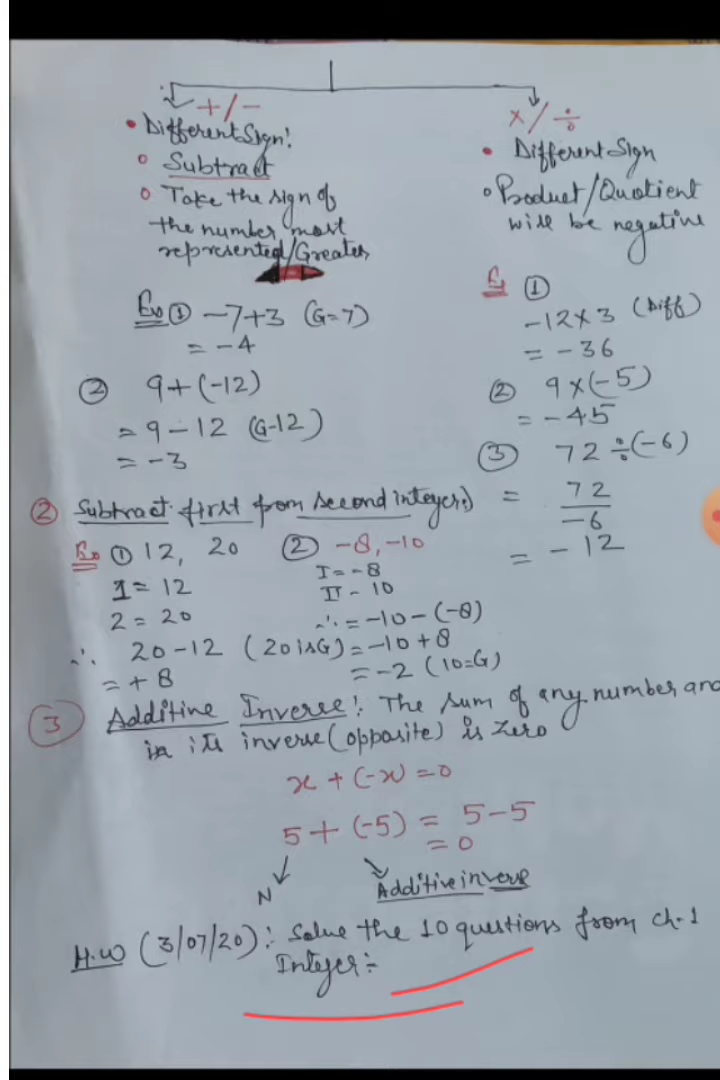 +/-
• Different Sign:
o Subtract
o Take the sign of
the number most
represented/Greater
Ex ① -7+3 (G=7)
= -4
② 9+(-12)
= 9-12 (G-12)
= -3
×/÷
• Different Sign
o Product/Quotient
will be negative
Eg ①
-12×3 (Diff)
= -36
② 9×(-5)
= -45
③ 72÷(-6)
= 72
-6
= -12
② Subtract first from second integer:)
Ex ① 12, 20
1= 12
2 = 20
∴ 20-12 (20 is G)
= +8
② -8, -10
I = -8
II - 10
∴ = -10-(-8)
= -10+8
= -2 (10=G)
③ Additive Inverse: The sum of any number and
in its inverse (opposite) is zero
x + (-x) = 0
5 + (-5) = 5-5
= 0
N
Additive inverse
H.W (3/07/20): Solve the 10 questions from ch-1
Integer:-